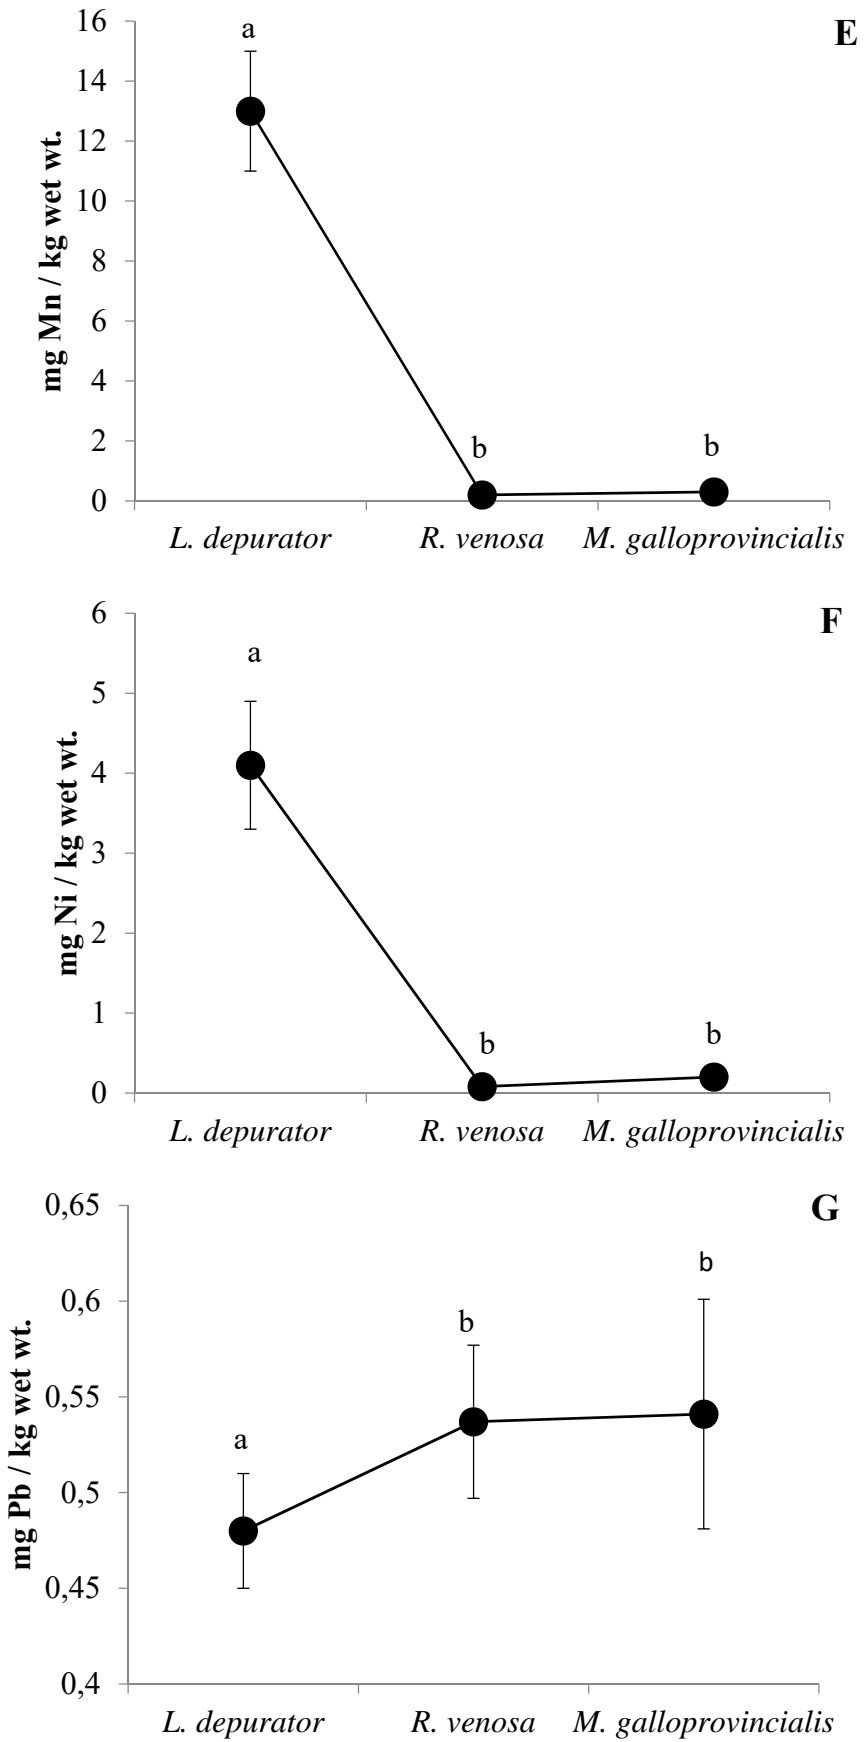 E
mg Mn / kg wet wt.
16
14
12
10
8
6
4
2
0
a
b
b
L. depurator R. venosa M. galloprovincialis
F
mg Ni / kg wet wt.
6
5
4
3
2
1
0
a
b
b
L. depurator R. venosa M. galloprovincialis
G
mg Pb / kg wet wt.
0,65
0,6
0,55
0,5
0,45
0,4
a
b
b
L. depurator R. venosa M. galloprovincialis